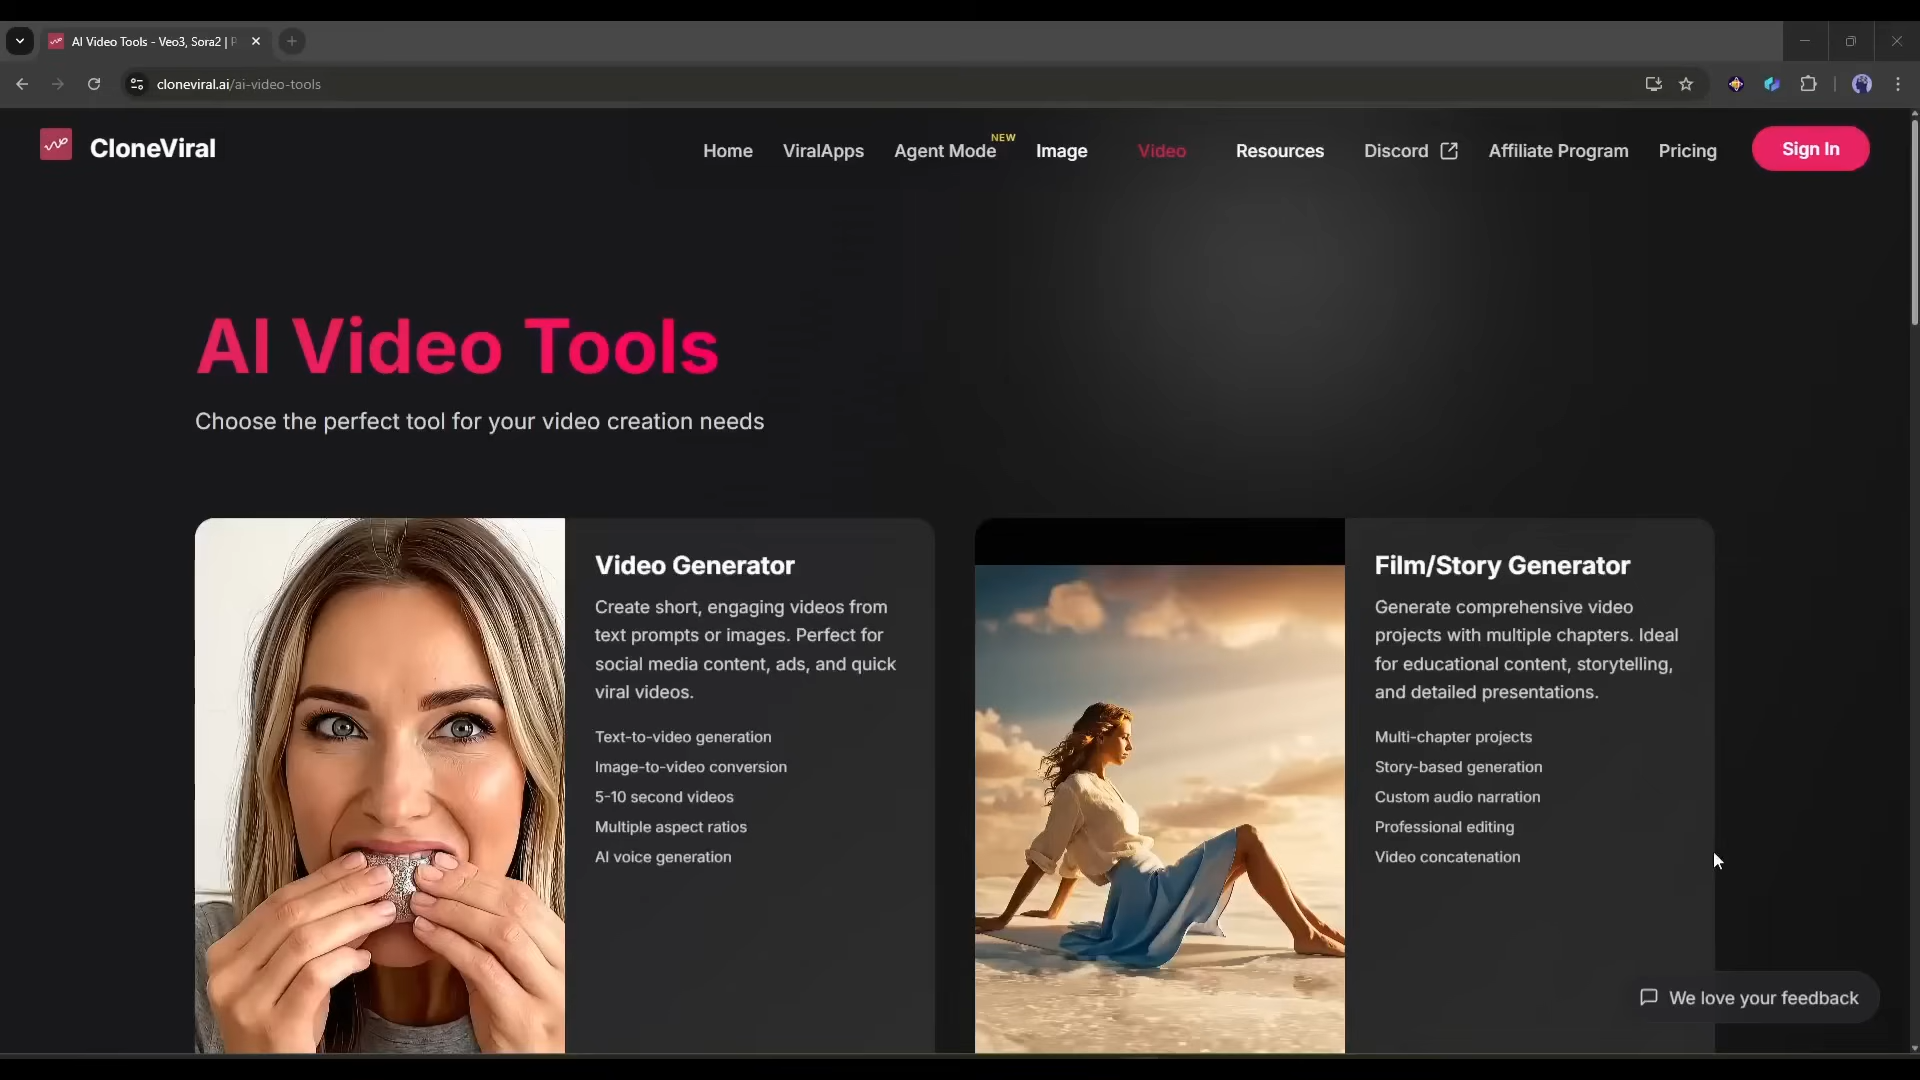 AI Video Tools - Veo3, Sora2 | P
cloneviral.ai/ai-video-tools
CloneViral
Home
ViralApps
Agent Mode
NEW
Image
Video
Resources
Discord
Affiliate Program
Pricing
Sign In
AI Video Tools
Choose the perfect tool for your video creation needs
Video Generator
Create short, engaging videos from
text prompts or images. Perfect for
social media content, ads, and quick
viral videos.
Text-to-video generation
Image-to-video conversion
5-10 second videos
Multiple aspect ratios
AI voice generation
Film/Story Generator
Generate comprehensive video
projects with multiple chapters. Ideal
for educational content, storytelling,
and detailed presentations.
Multi-chapter projects
Story-based generation
Custom audio narration
Professional editing
Video concatenation
We love your feedback